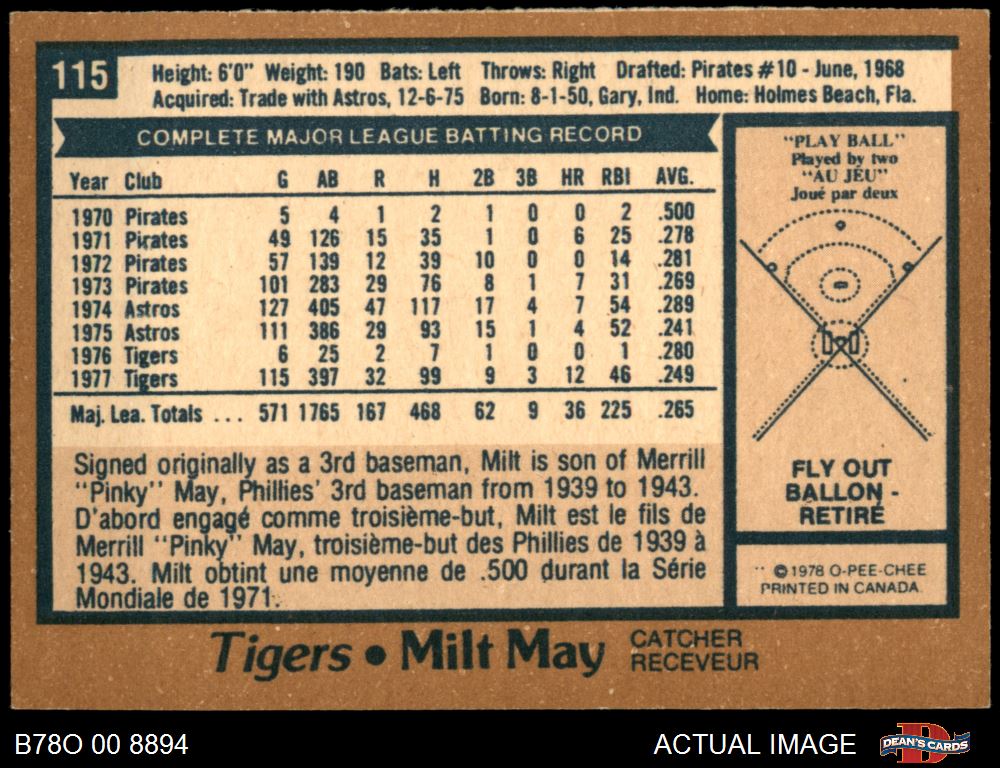 115
Height: 6'0" Weight: 190 Bats: Left Throws: Right Drafted: Pirates #10 - June, 1968
Acquired: Trade with Astros, 12-6-75 Born: 8-1-50, Gary, Ind. Home: Holmes Beach, Fla.
COMPLETE MAJOR LEAGUE BATTING RECORD
Year Club G AB R H 2B 3B HR RBI AVG.
1970 Pirates 5 4 1 2 1 0 0 2 .500
1971 Pirates 49 126 15 35 1 0 6 25 .278
1972 Pirates 57 139 12 39 10 0 0 14 .281
1973 Pirates 101 283 29 76 8 1 7 31 .269
1974 Astros 127 405 47 117 17 4 7 54 .289
1975 Astros 111 386 29 93 15 1 4 52 .241
1976 Tigers 6 25 2 7 1 0 0 1 .280
1977 Tigers 115 397 32 99 9 3 12 46 .249
Maj. Lea. Totals ... 571 1765 167 468 62 9 36 225 .265
Signed originally as a 3rd baseman, Milt is son of Merrill
"Pinky" May, Phillies' 3rd baseman from 1939 to 1943.
D'abord engagé comme troisième-but, Milt est le fils de
Merrill "Pinky" May, troisième-but des Phillies de 1939 à
1943. Milt obtint une moyenne de .500 durant la Série
Mondiale de 1971.
"PLAY BALL"
Played by two
"AU JÉU"
Joué par deux
FLY OUT
BALLON -
RETIRÉ
©1978 O-PEE-CHEE
PRINTED IN CANADA.
Tigers • Milt May CATCHER
RECEVEUR
B78O 00 8894
ACTUAL IMAGE
DEAN'S CARDS